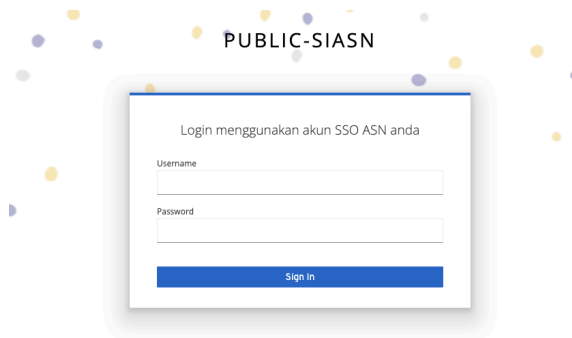 PUBLIC-SIASN
Login menggunakan akun SSO ASN anda
Username
Password
Sign In